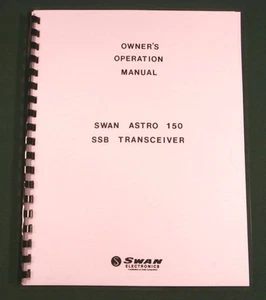 OWNER'S
OPERATION
MANUAL
SWAN ASTRO 150
SSB TRANSCEIVER
SWAN
ELECTRONICS